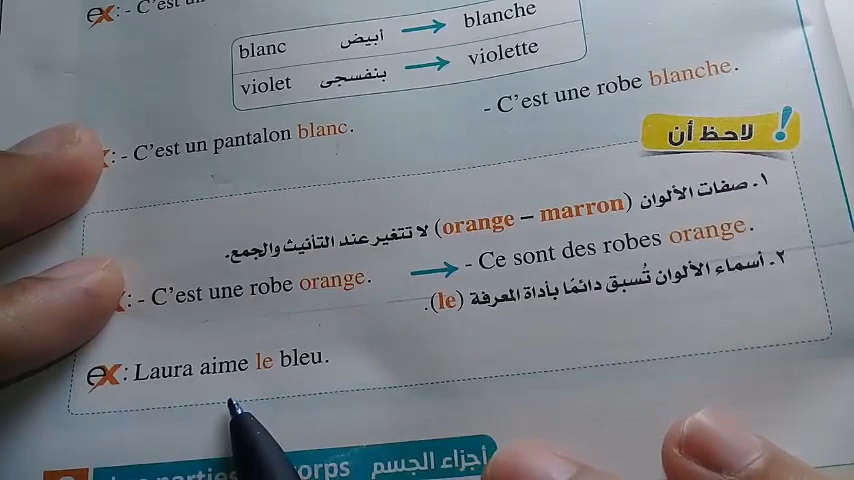 ex: - C'est un
blanc أبيض → blanche
violet بنفسجى → violette
- C'est une robe blanche.
: - C'est un pantalon blanc.
لاحظ أن !
١. صفات الألوان (orange – marron) لا تتغير عند التأنيث والجمع.
: - C'est une robe orange. → - Ce sont des robes orange.
٢. أسماء الألوان تُسبق دائمًا بأداة المعرفة (le).
ex: Laura aime le bleu.
parties corps أجزاء الجسم